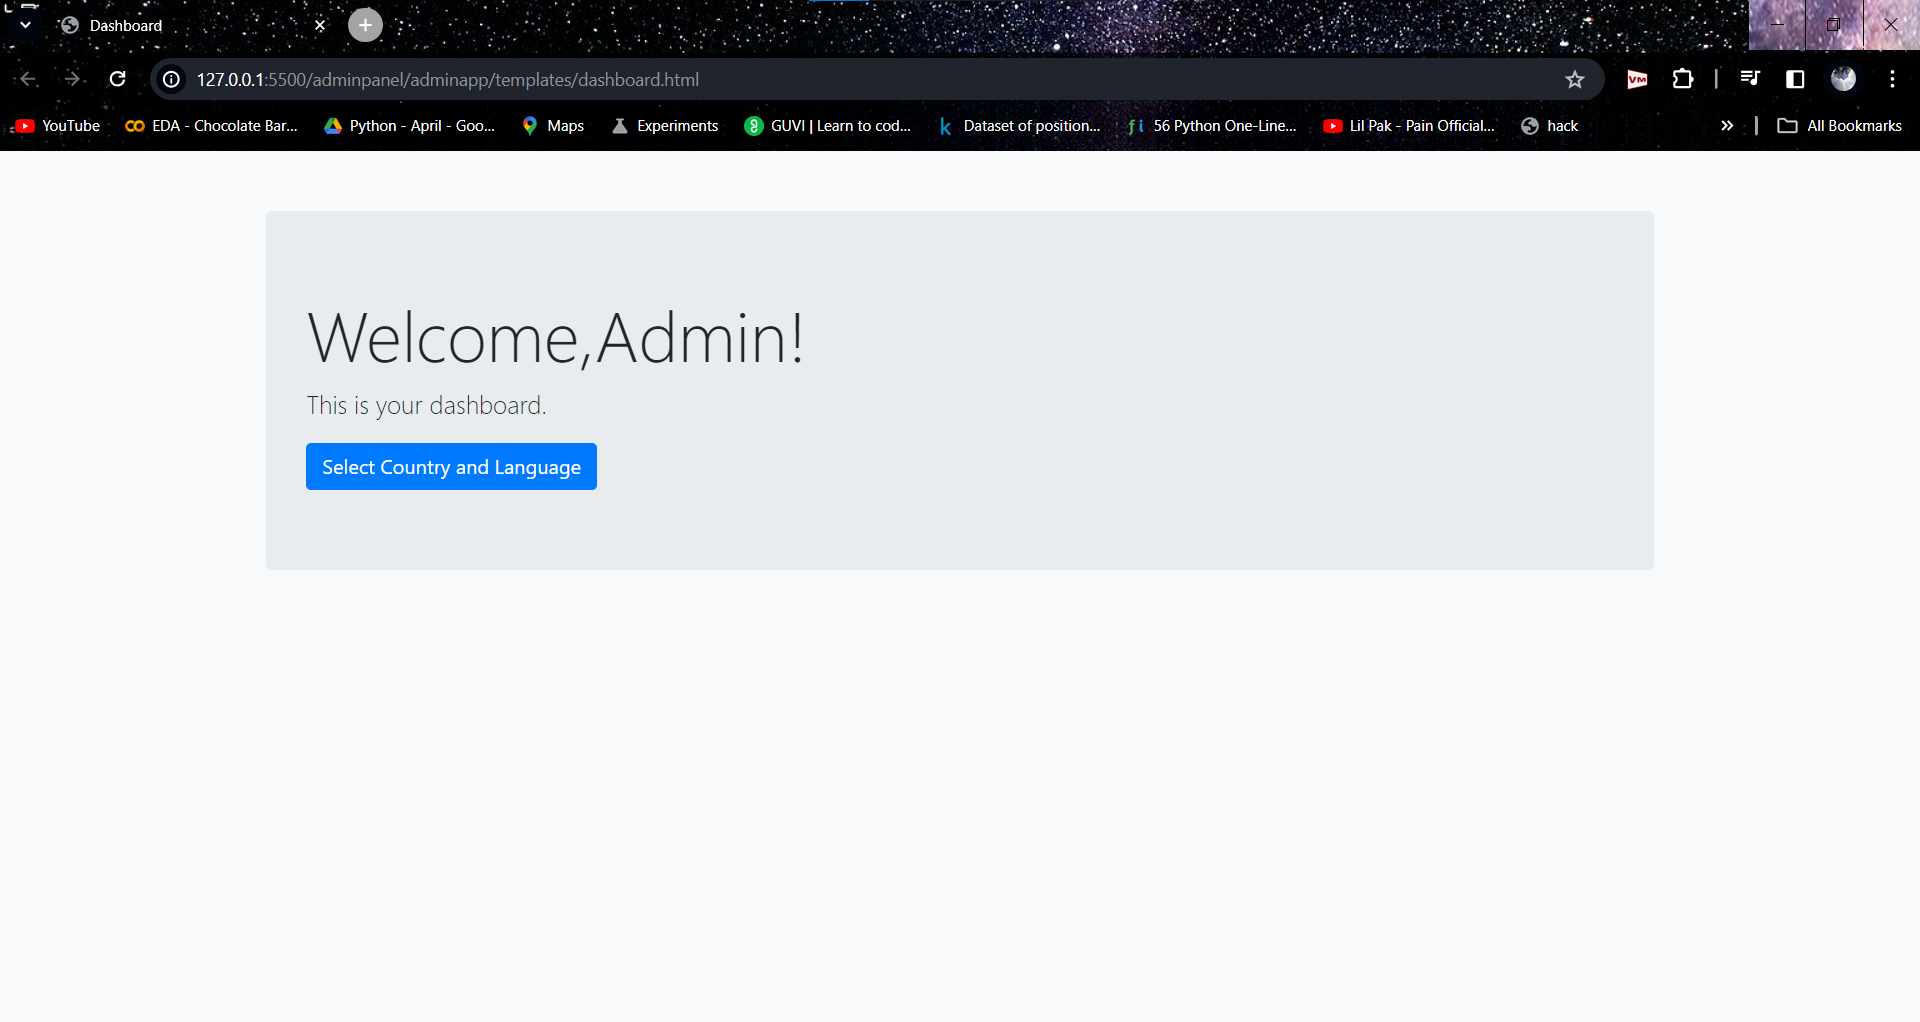 Dashboard
127.0.0.1:5500/adminpanel/adminapp/templates/dashboard.html
VM
YouTube EDA - Chocolate Bar... Python - April - Goo... Maps Experiments GUVI | Learn to cod... Dataset of position... 56 Python One-Line... Lil Pak - Pain Official... hack All Bookmarks
Welcome,Admin!
This is your dashboard.
Select Country and Language